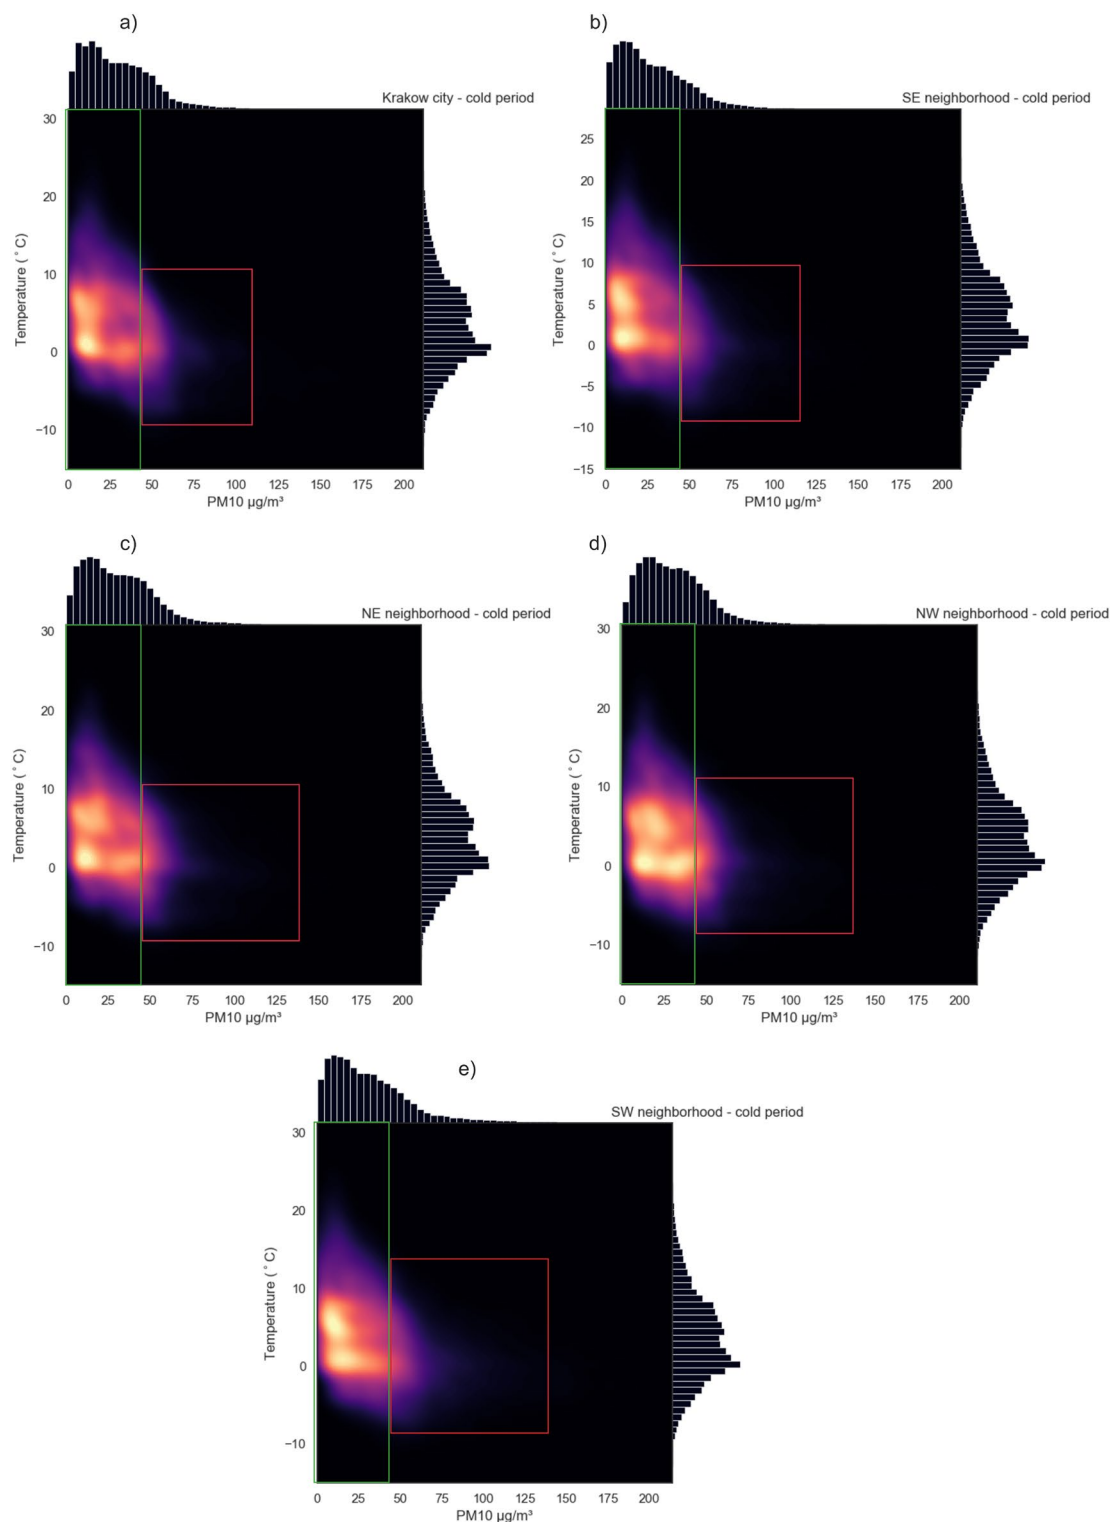 a)
Krakow city - cold period
30
20
10
0
−10
Temperature ( ° C)
0 25 50 75 100 125 150 175 200
PM10 µg/m³
b)
SE neighborhood - cold period
25
20
15
10
5
0
−5
−10
−15
Temperature ( ° C)
0 25 50 75 100 125 150 175 200
PM10 µg/m³
c)
NE neighborhood - cold period
30
20
10
0
−10
Temperature ( ° C)
0 25 50 75 100 125 150 175 200
PM10 µg/m³
d)
NW neighborhood - cold period
30
20
10
0
−10
Temperature ( ° C)
0 25 50 75 100 125 150 175 200
PM10 µg/m³
e)
SW neighborhood - cold period
30
20
10
0
−10
Temperature ( ° C)
0 25 50 75 100 125 150 175 200
PM10 µg/m³